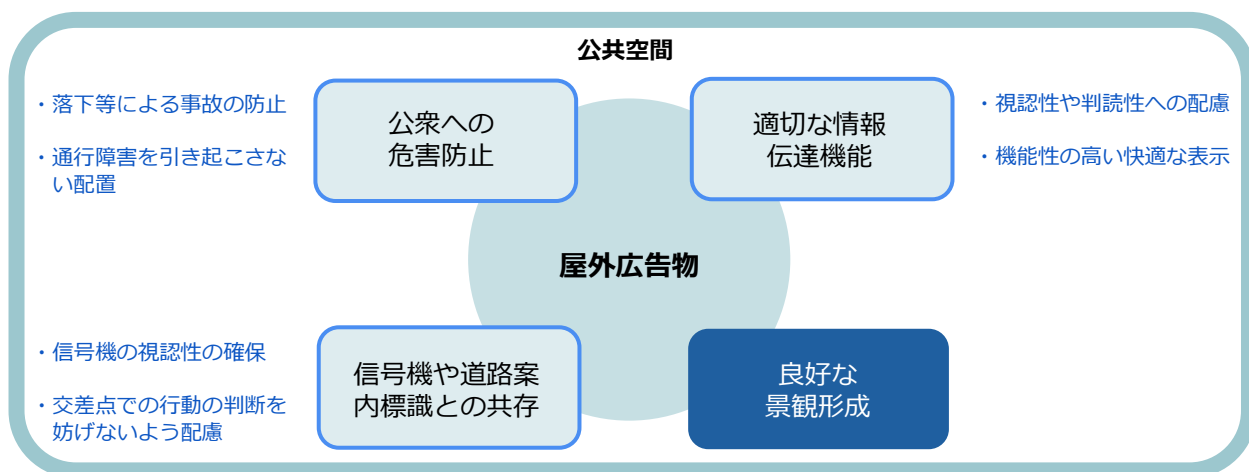 公共空間
・落下等による事故の防止
・通行障害を引き起こさな
い配置
公衆への
危害防止
適切な情報
伝達機能
・視認性や判読性への配慮
・機能性の高い快適な表示
屋外広告物
・信号機の視認性の確保
・交差点での行動の判断を
妨げないよう配慮
信号機や道路案
内標識との共存
良好な
景観形成